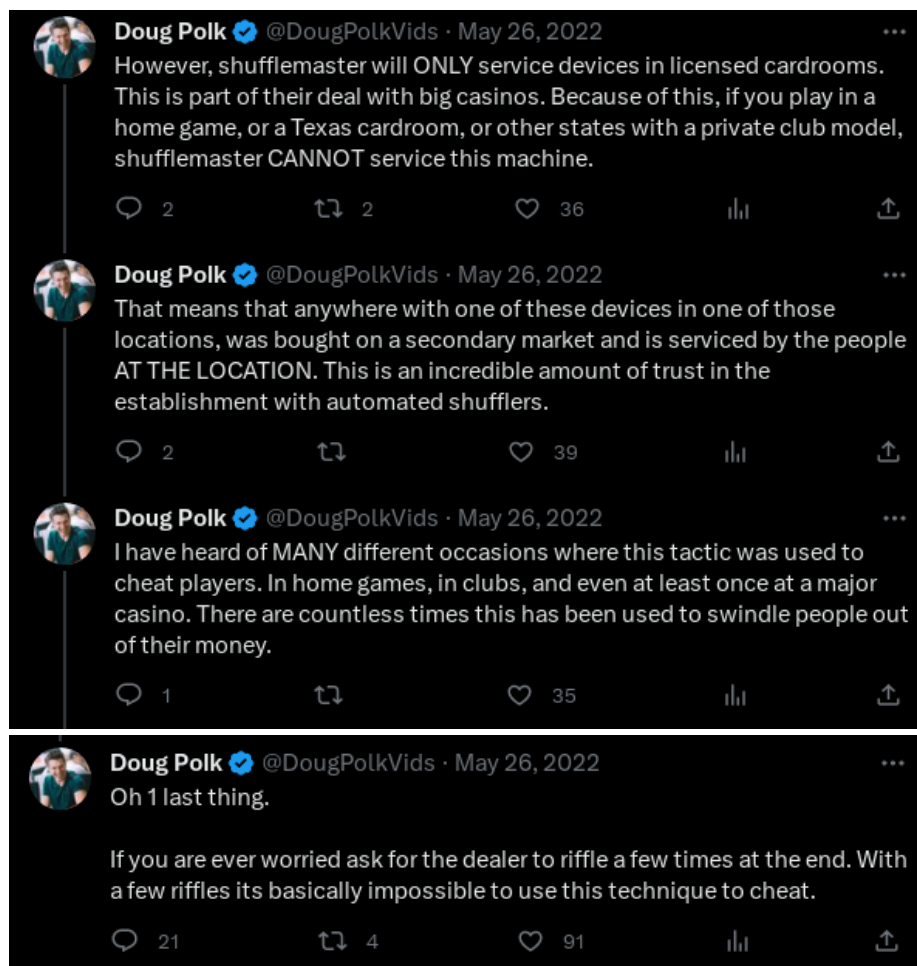 Doug Polk @DougPolkVids · May 26, 2022
However, shufflemaster will ONLY service devices in licensed cardrooms.
This is part of their deal with big casinos. Because of this, if you play in a
home game, or a Texas cardroom, or other states with a private club model,
shufflemaster CANNOT service this machine.
2 2 36
Doug Polk @DougPolkVids · May 26, 2022
That means that anywhere with one of these devices in one of those
locations, was bought on a secondary market and is serviced by the people
AT THE LOCATION. This is an incredible amount of trust in the
establishment with automated shufflers.
2 39
Doug Polk @DougPolkVids · May 26, 2022
I have heard of MANY different occasions where this tactic was used to
cheat players. In home games, in clubs, and even at least once at a major
casino. There are countless times this has been used to swindle people out
of their money.
1 35
Doug Polk @DougPolkVids · May 26, 2022
Oh 1 last thing.
If you are ever worried ask for the dealer to riffle a few times at the end. With
a few riffles its basically impossible to use this technique to cheat.
21 4 91